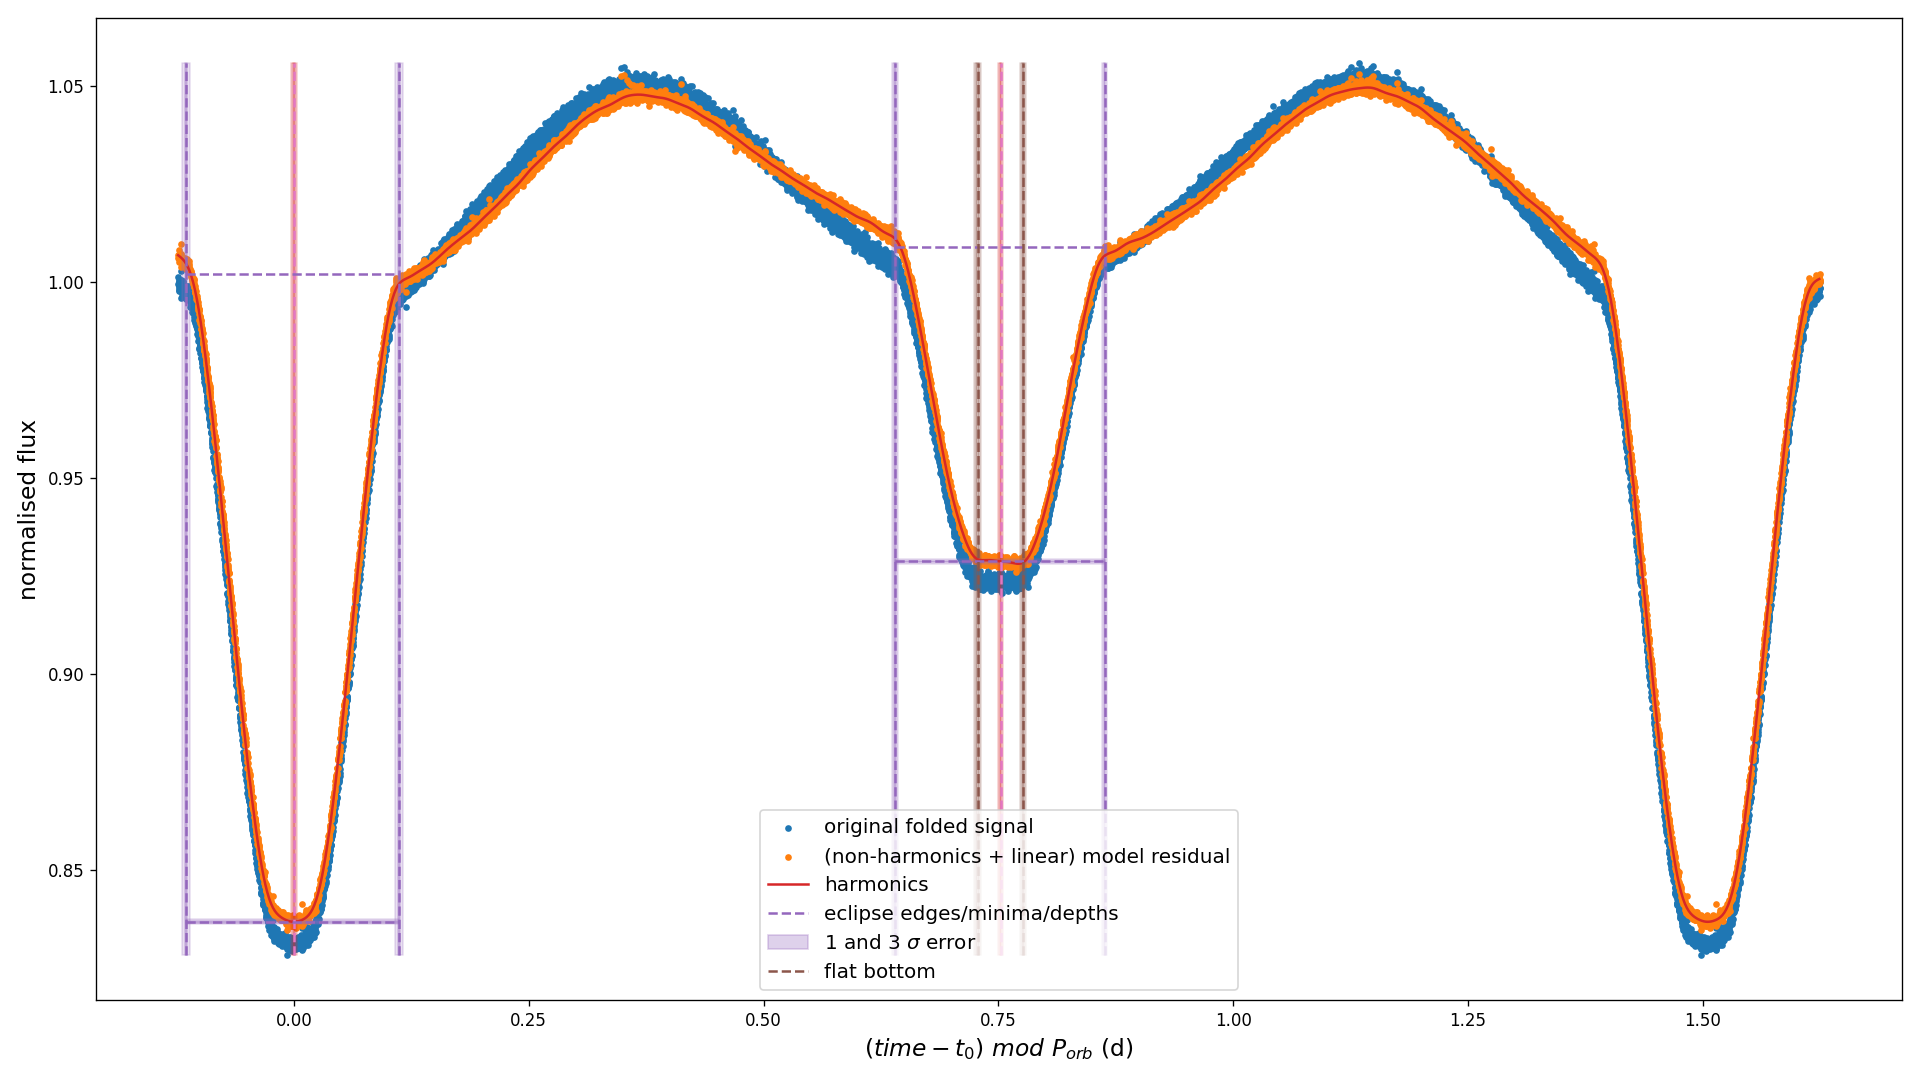 normalised flux
1.05
1.00
0.95
0.90
0.85
original folded signal
(non-harmonics + linear) model residual
harmonics
eclipse edges/minima/depths
1 and 3 σ error
flat bottom
0.00 0.25 0.50 0.75 1.00 1.25 1.50
(time − t₀) mod Pₒᵣb (d)